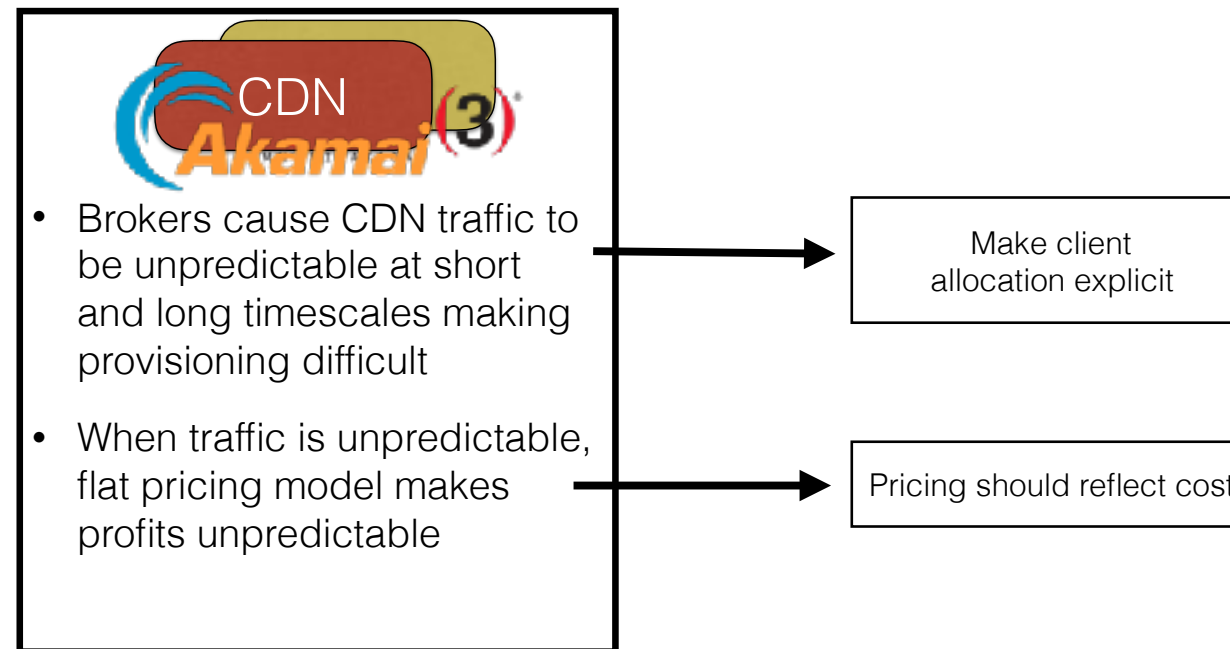 CDN
Akamai
(3)
• Brokers cause CDN traffic to
be unpredictable at short
and long timescales making
provisioning difficult
• When traffic is unpredictable,
flat pricing model makes
profits unpredictable
Make client
allocation explicit
Pricing should reflect cost